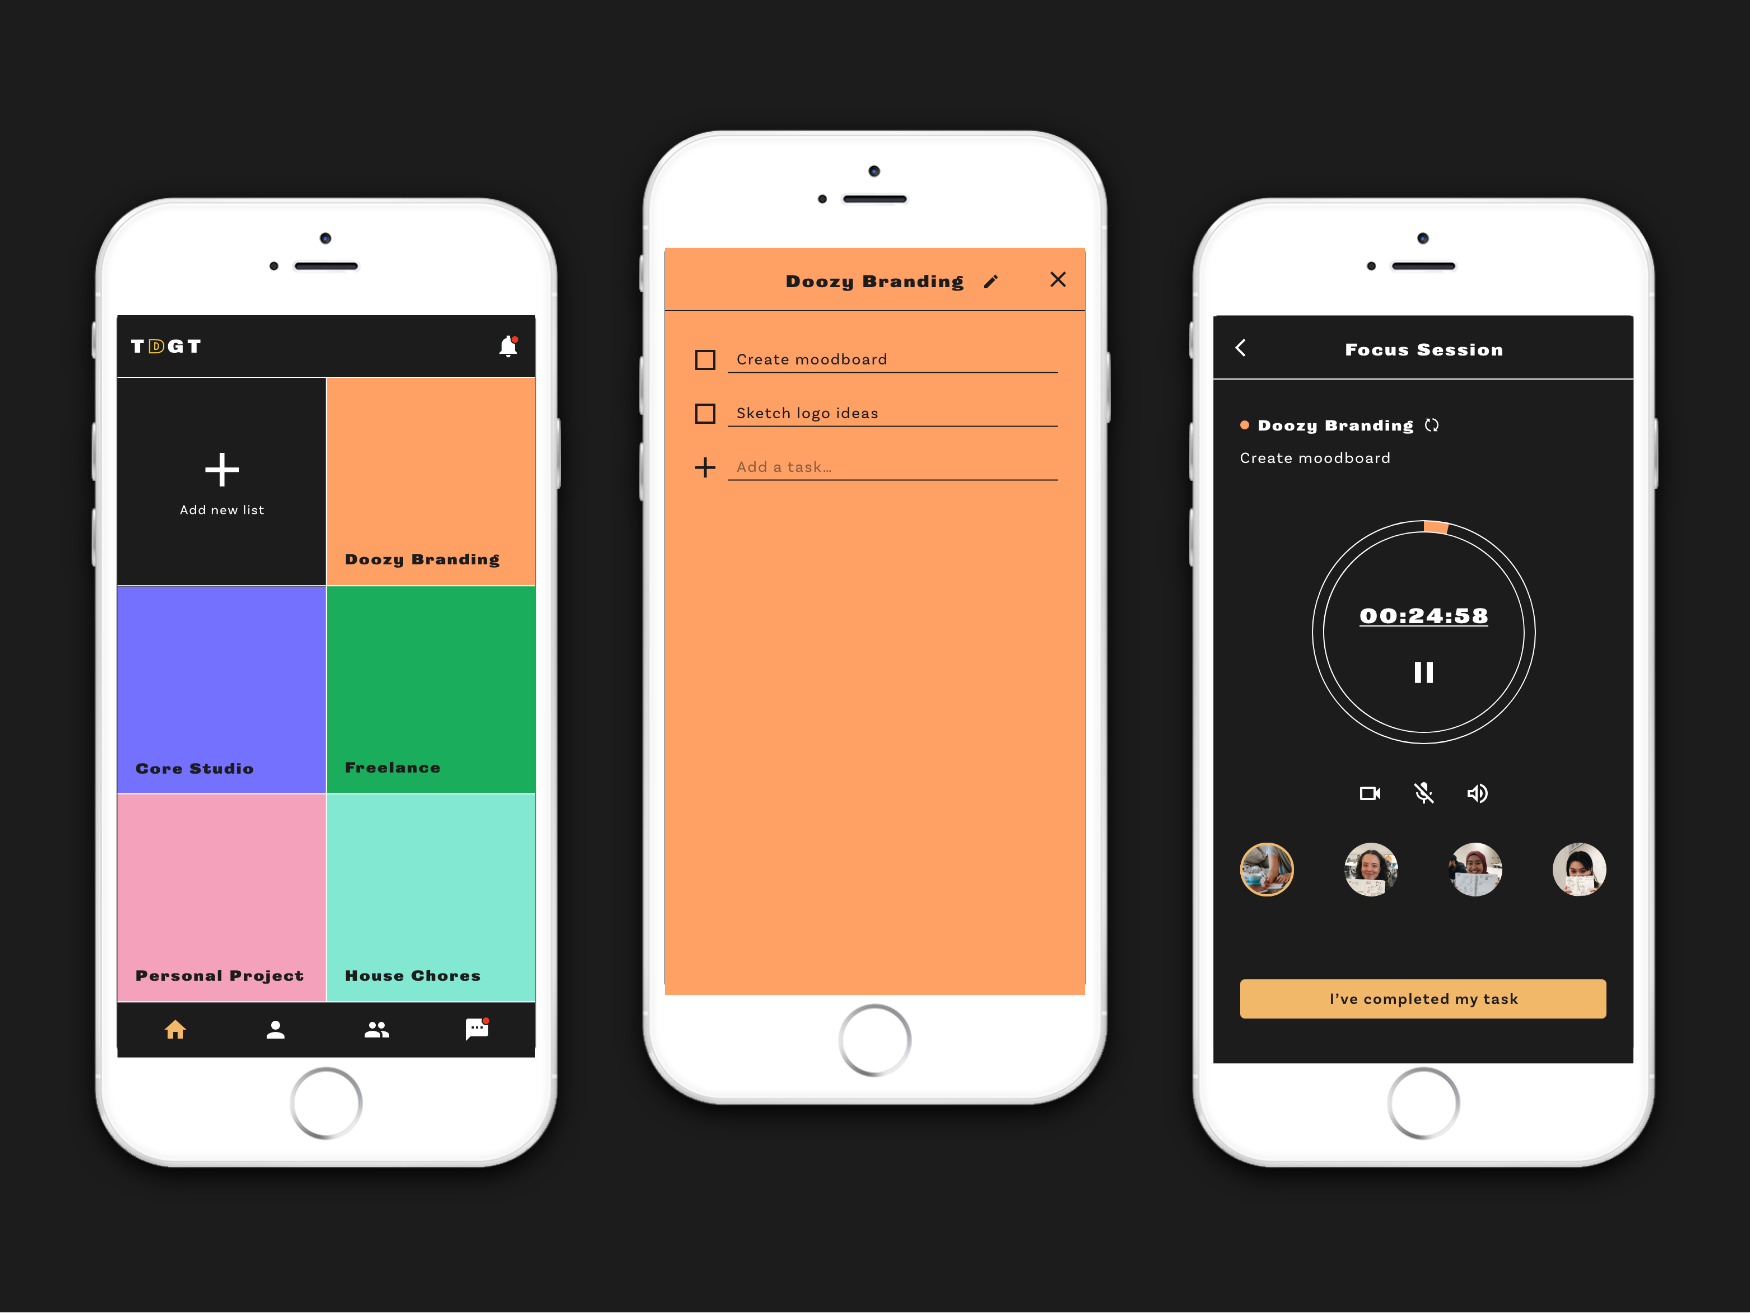 TDGT
Add new list
Doozy Branding
Core Studio
Freelance
Personal Project
House Chores
Doozy Branding
Create moodboard
Sketch logo ideas
Add a task...
Focus Session
Doozy Branding
Create moodboard
00:24:58
I've completed my task